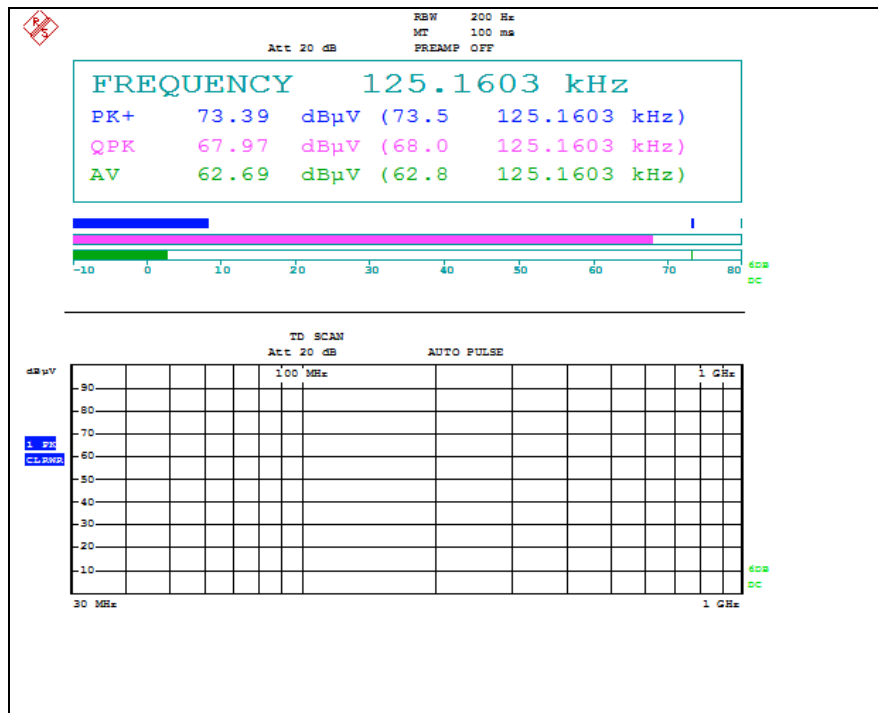 R S
RBW 200 Hz
MT 100 ms
Att 20 dB PREAMP OFF
FREQUENCY 125.1603 kHz
PK+ 73.39 dBµV (73.5 125.1603 kHz)
QPK 67.97 dBµV (68.0 125.1603 kHz)
AV 62.69 dBµV (62.8 125.1603 kHz)
-10 0 10 20 30 40 50 60 70 80
6DB
DC
TD SCAN
Att 20 dB AUTO PULSE
dBµV
100 MHz 1 GHz
90
80
70
1 PK
CLRWR
60
50
40
30
20
10
6DB
DC
30 MHz 1 GHz